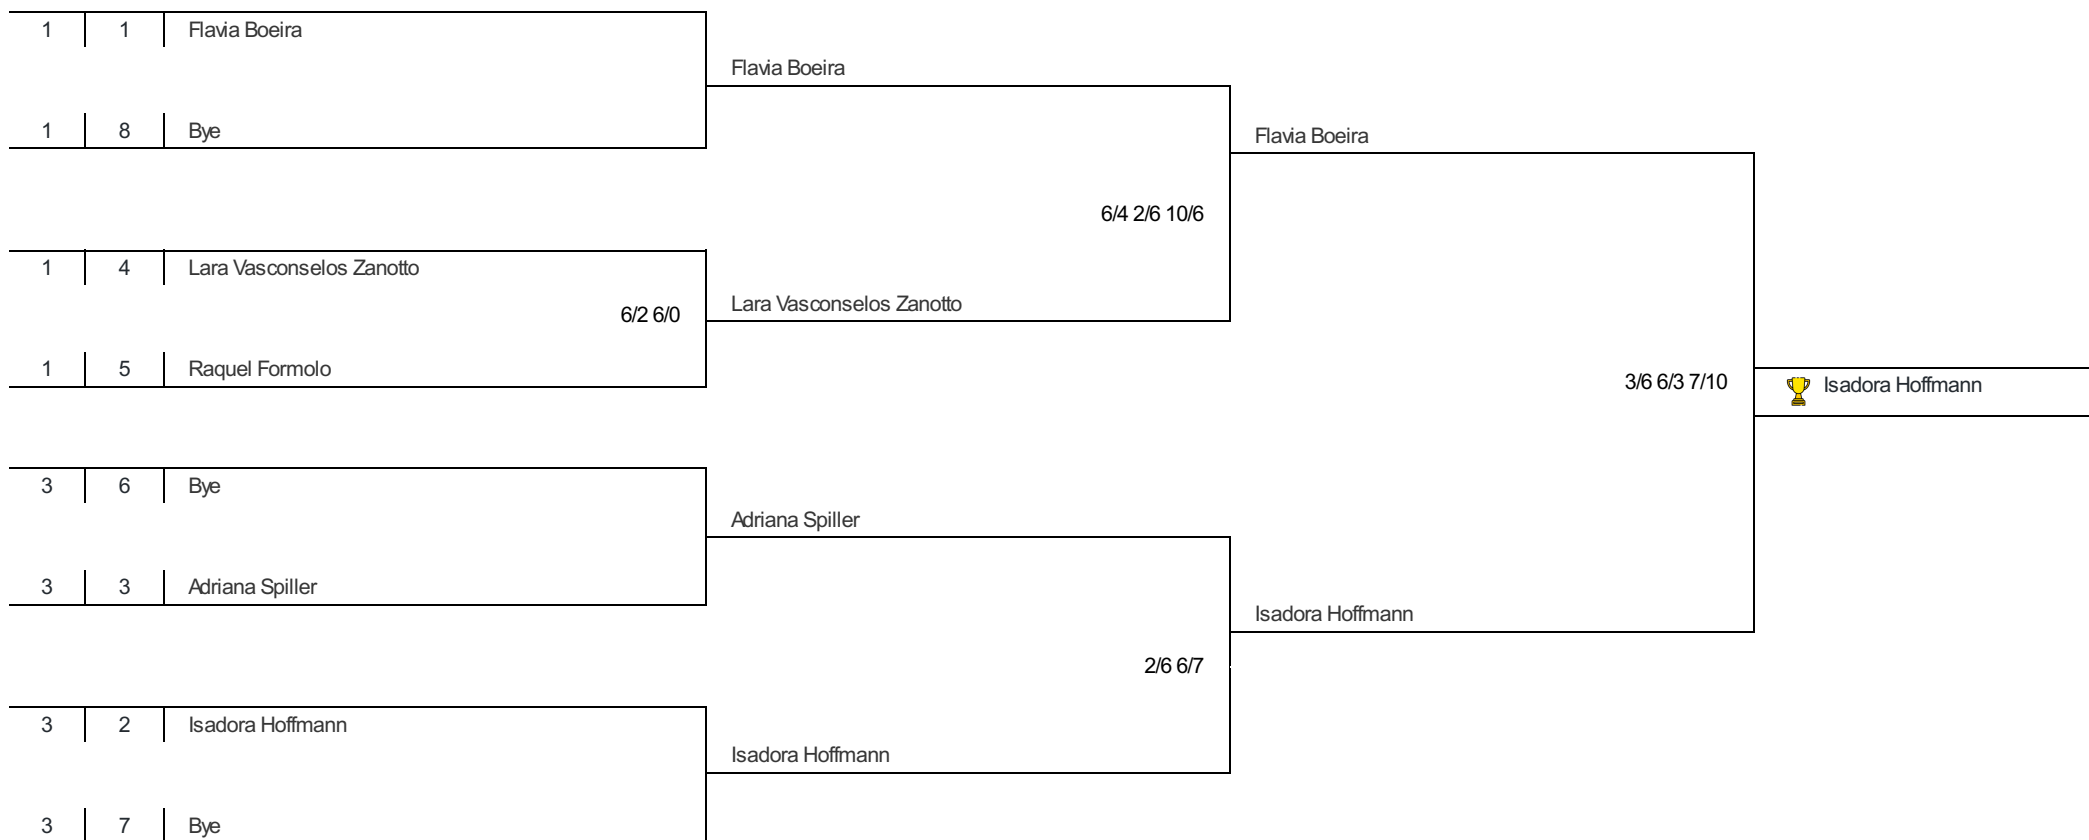 1 1 Flavia Boeira
Flavia Boeira
1 8 Bye
Flavia Boeira
6/4 2/6 10/6
1 4 Lara Vasconselos Zanotto
Lara Vasconselos Zanotto
6/2 6/0
1 5 Raquel Formolo
3/6 6/3 7/10
Isadora Hoffmann
3 6 Bye
Adriana Spiller
3 3 Adriana Spiller
Isadora Hoffmann
2/6 6/7
3 2 Isadora Hoffmann
Isadora Hoffmann
3 7 Bye